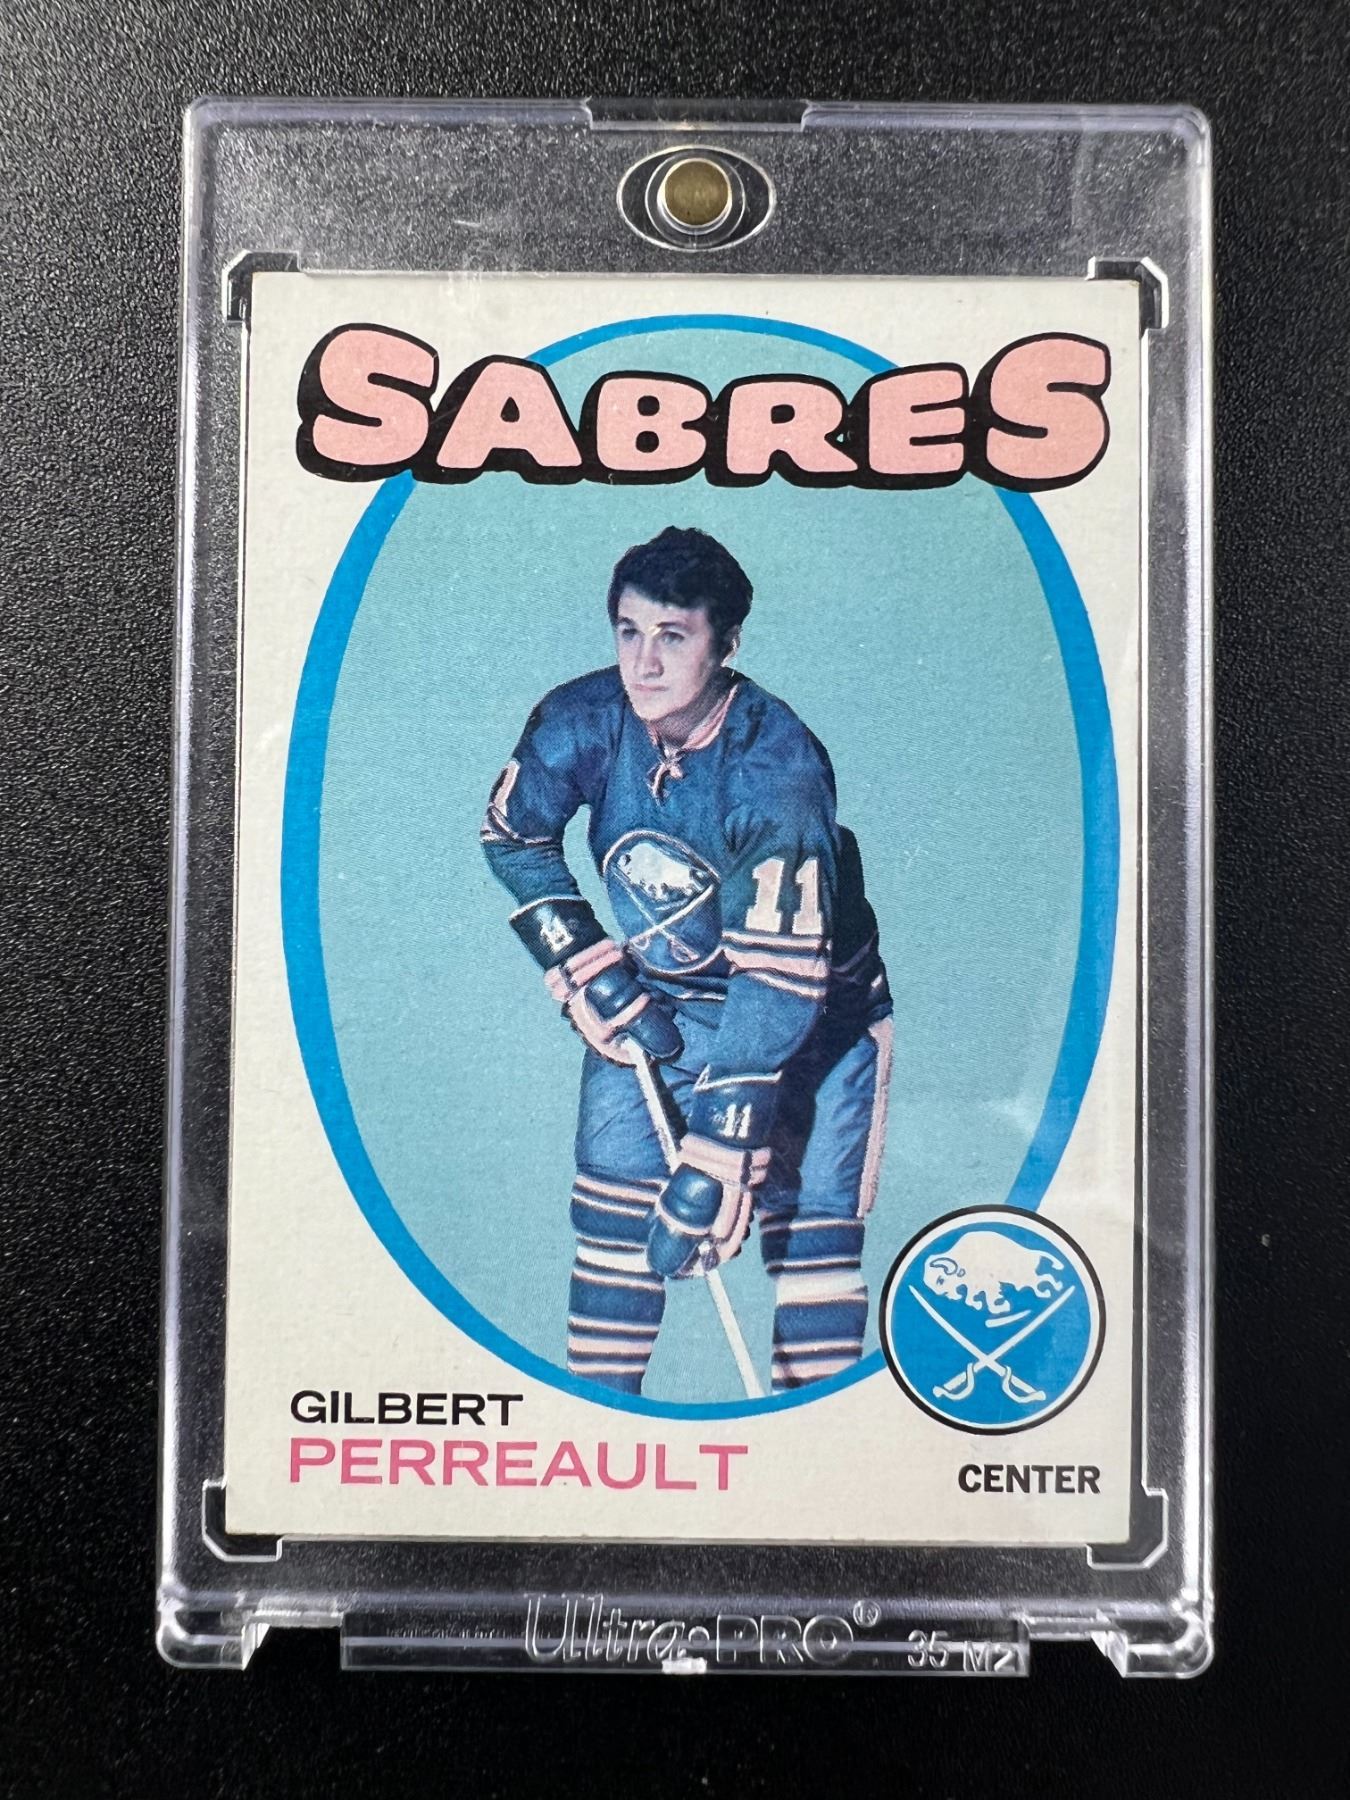 SABRES
11
11
11
GILBERT
PERREAULT
CENTER
Ultra•PRO®
35 M2